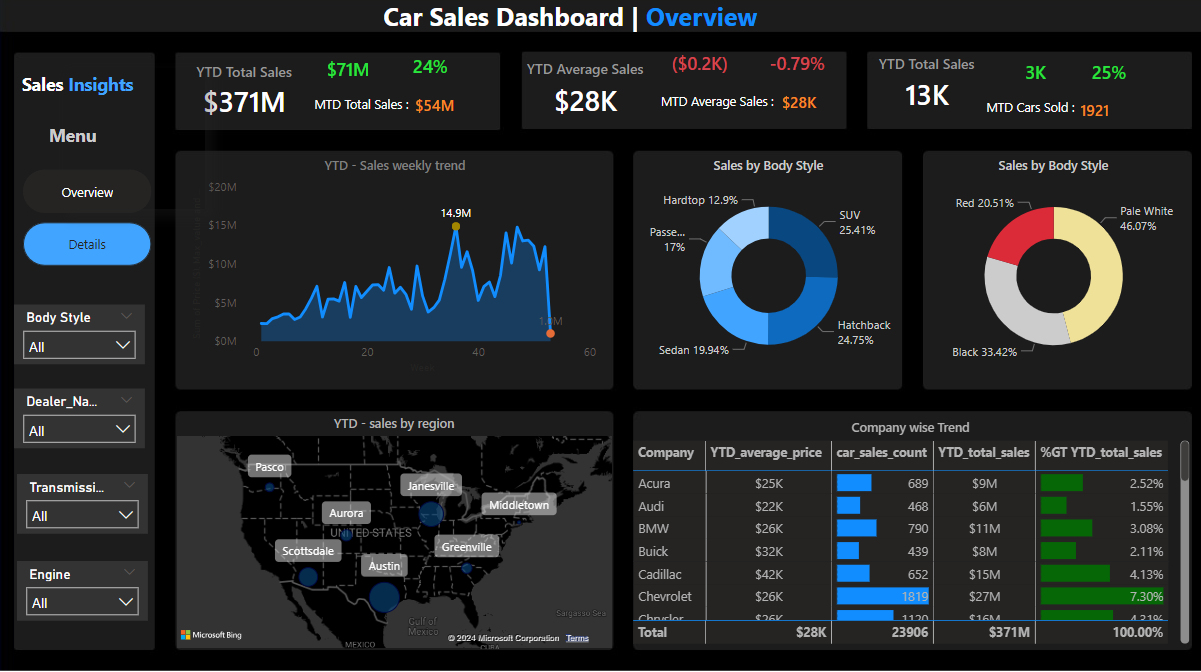 Car Sales Dashboard | Overview
Sales Insights
Menu
Overview
Details
Body Style
All
Dealer_Na...
All
Transmissi...
All
Engine
All
YTD Total Sales
$371M
$71M
24%
MTD Total Sales : $54M
YTD Average Sales
$28K
($0.2K)
-0.79%
MTD Average Sales : $28K
YTD Total Sales
13K
3K
25%
MTD Cars Sold : 1921
YTD - Sales weekly trend
$20M
$15M
$10M
$5M
$0M
0
20
40
60
14.9M
Sales by Body Style
Hardtop 12.9%
SUV
25.41%
Passe...
17%
Hatchback
24.75%
Sedan 19.94%
Sales by Body Style
Red 20.51%
Pale White
46.07%
Black 33.42%
YTD - sales by region
Pasco
Janesville
Middletown
Aurora
UNITED STATES
Scottsdale
Greenville
Austin
Sargasso Sea
Gulf of
Mexico
MEXICO
CUBA
Microsoft Bing
© 2024 Microsoft Corporation Terms
Company wise Trend
Company YTD_average_price car_sales_count YTD_total_sales %GT YTD_total_sales
Acura $25K 689 $9M 2.52%
Audi $22K 468 $6M 1.55%
BMW $26K 790 $11M 3.08%
Buick $32K 439 $8M 2.11%
Cadillac $42K 652 $15M 4.13%
Chevrolet $26K 1819 $27M 7.30%
Chrysler $26K 1120 $16M 4.31%
Total $28K 23906 $371M 100.00%